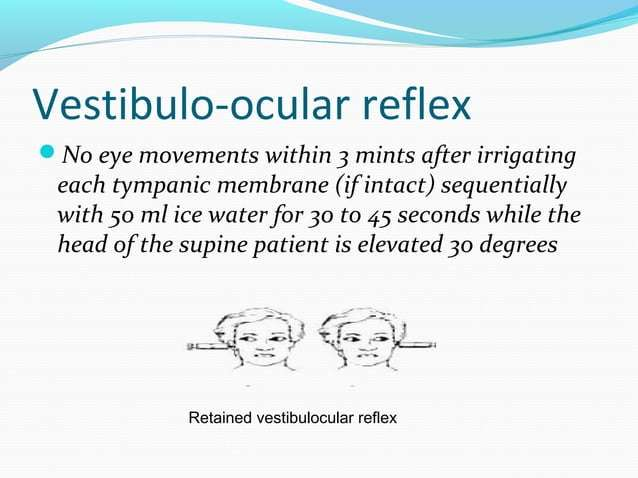 Vestibulo-ocular reflex
No eye movements within 3 mints after irrigating
each tympanic membrane (if intact) sequentially
with 50 ml ice water for 30 to 45 seconds while the
head of the supine patient is elevated 30 degrees
Retained vestibulocular reflex